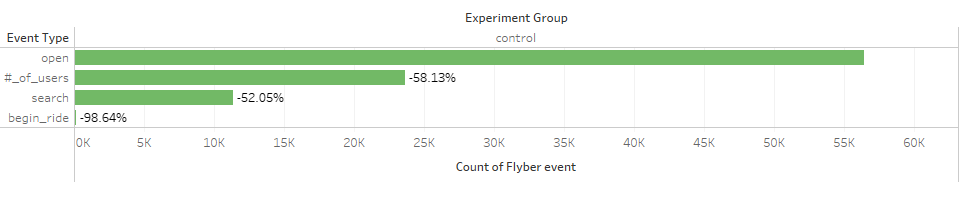 Experiment Group
Event Type control
open
#_of_users -58.13%
search -52.05%
begin_ride -98.64%
0K 5K 10K 15K 20K 25K 30K 35K 40K 45K 50K 55K 60K
Count of Flyber event